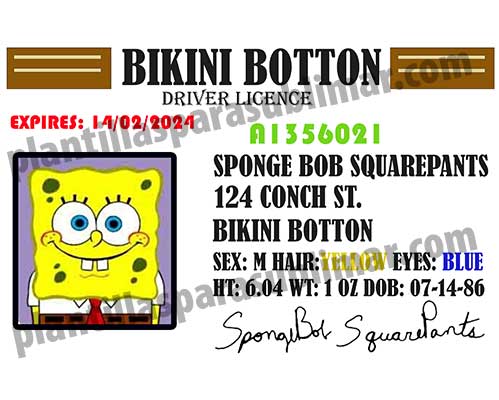 BIKINI BOTTON
DRIVER LICENCE
EXPIRES: 14/02/2024
A1356021
SPONGE BOB SQUAREPANTS
124 CONCH ST.
BIKINI BOTTON
SEX: M HAIR:YELLOW EYES: BLUE
HT: 6.04 WT: 1 OZ DOB: 07-14-86
SpongeBob SquarePants
plantillasparasublimar.com
plantillasparasublimar.com